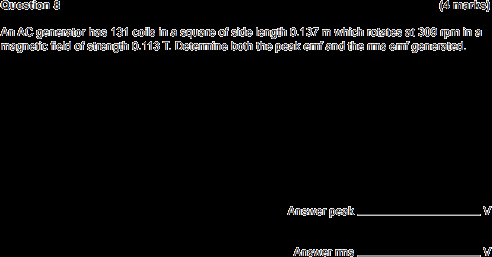 Question 8 (4 marks)
An AC generator has 131 coils in a square of side length 0.137 m which rotates at rpm in a
magnetic field of strength 0.113 T. Determine both the peak emf and the rms emf generated.
Answer peak ____________________ V
Answer rms ____________________ V